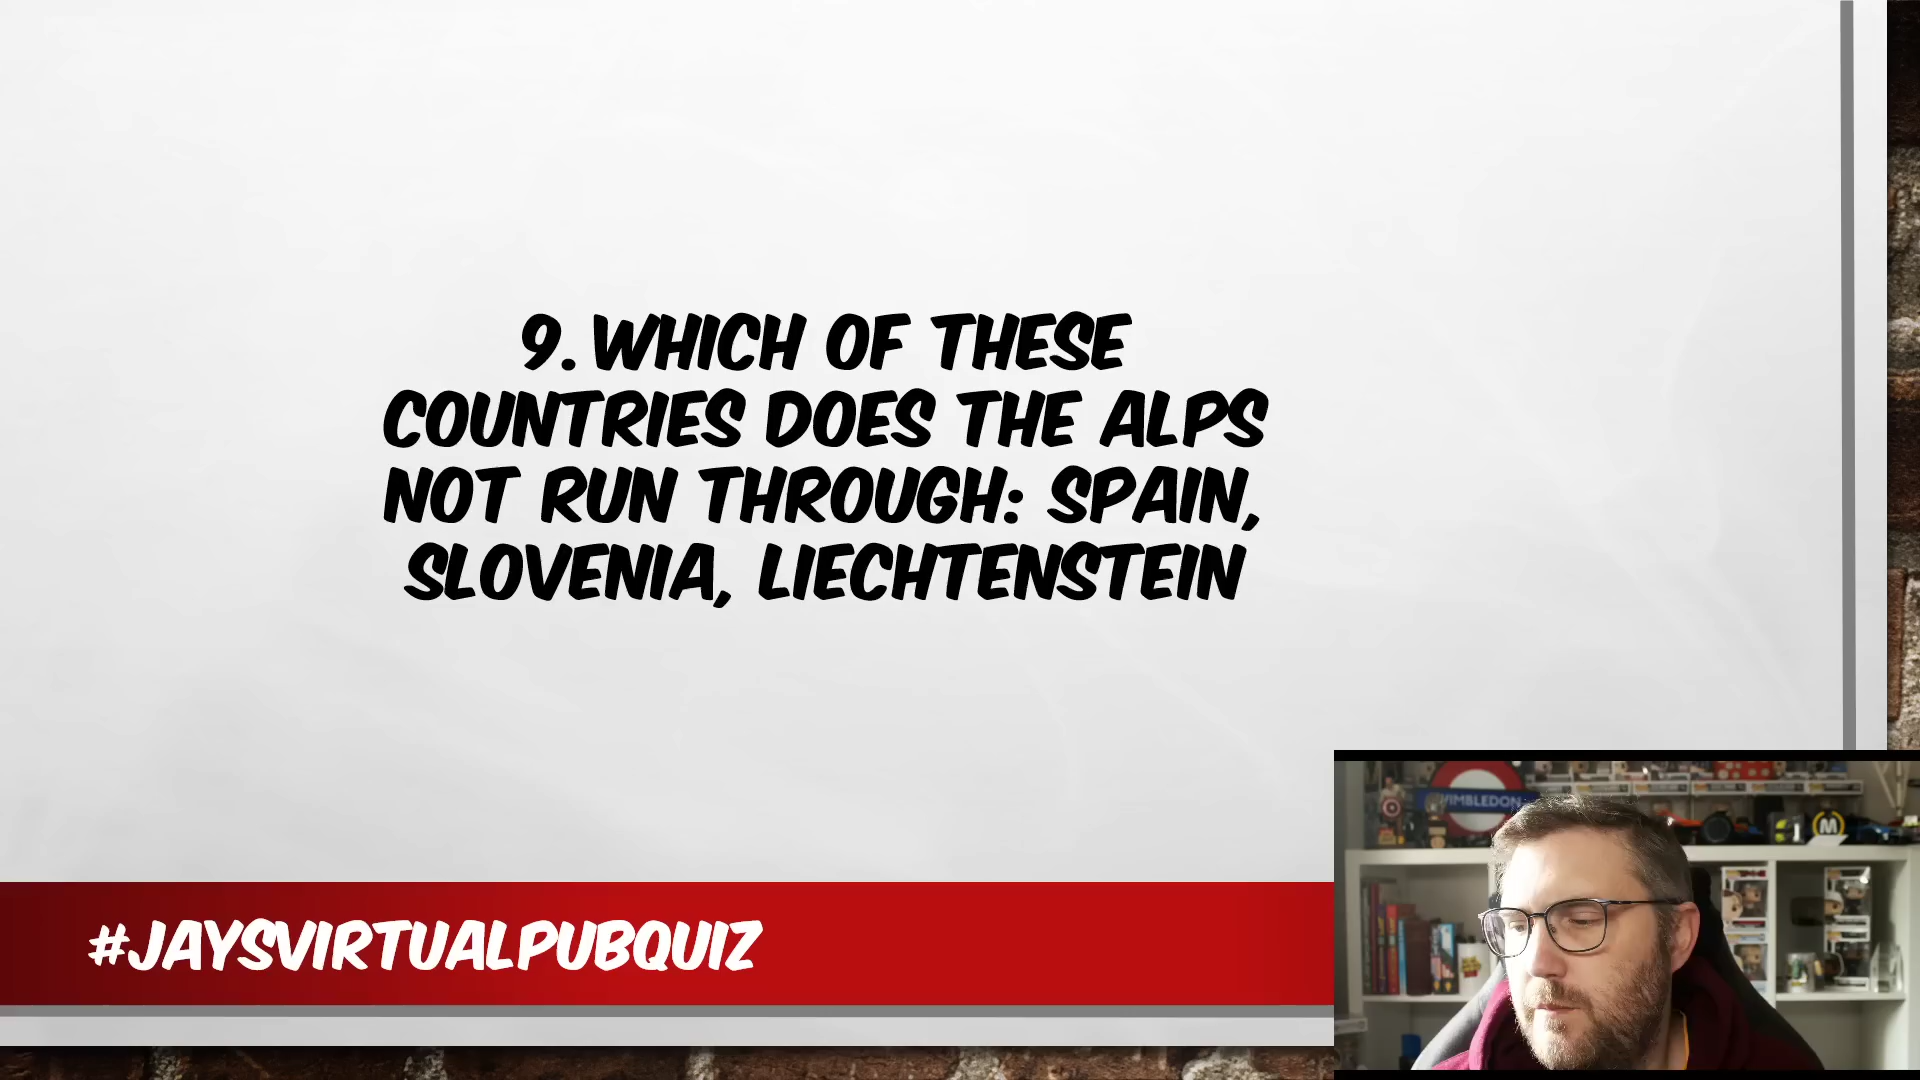 9. WHICH OF THESE
COUNTRIES DOES THE ALPS
NOT RUN THROUGH: SPAIN,
SLOVENIA, LIECHTENSTEIN
#JAYSVIRTUALPUBQUIZ
WIMBLEDON
M